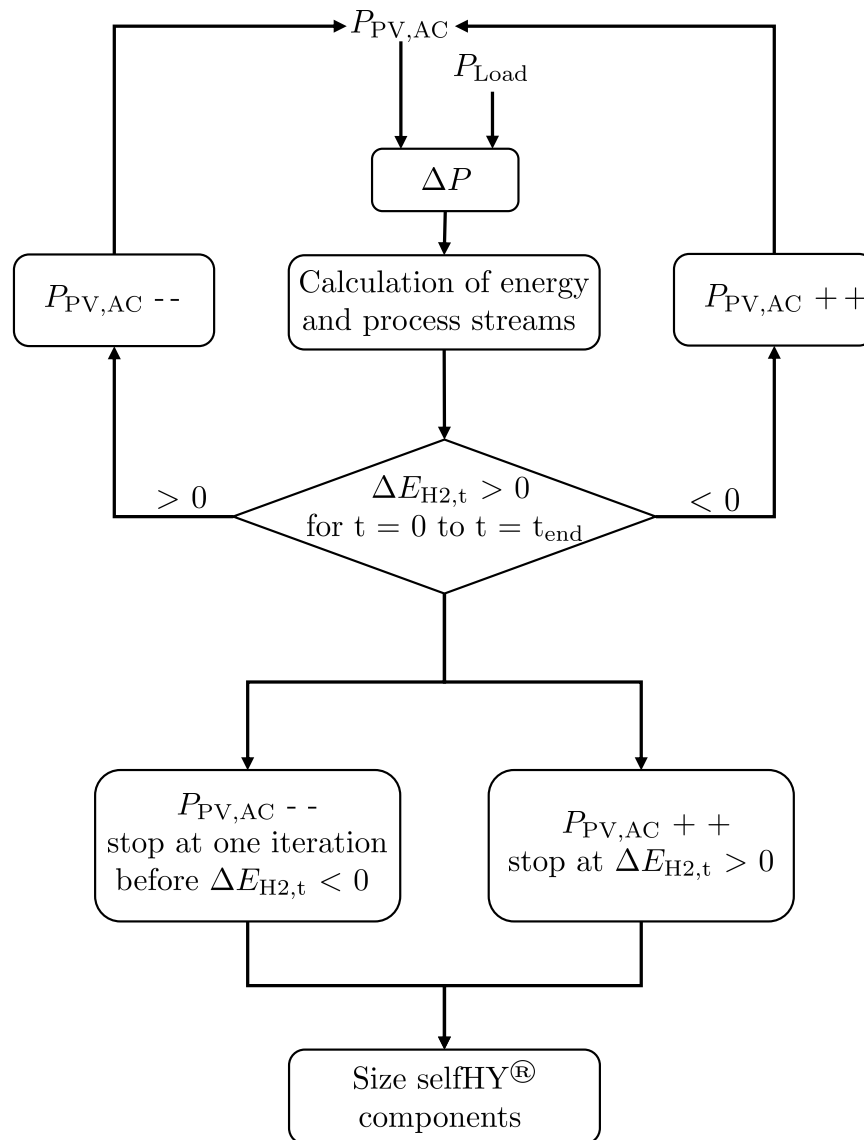 P_PV,AC
P_Load
ΔP
P_PV,AC - -
Calculation of energy
and process streams
P_PV,AC + +
> 0
ΔE_H2,t > 0
for t = 0 to t = t_end
< 0
P_PV,AC - -
stop at one iteration
before ΔE_H2,t < 0
P_PV,AC + +
stop at ΔE_H2,t > 0
Size selfHY®
components